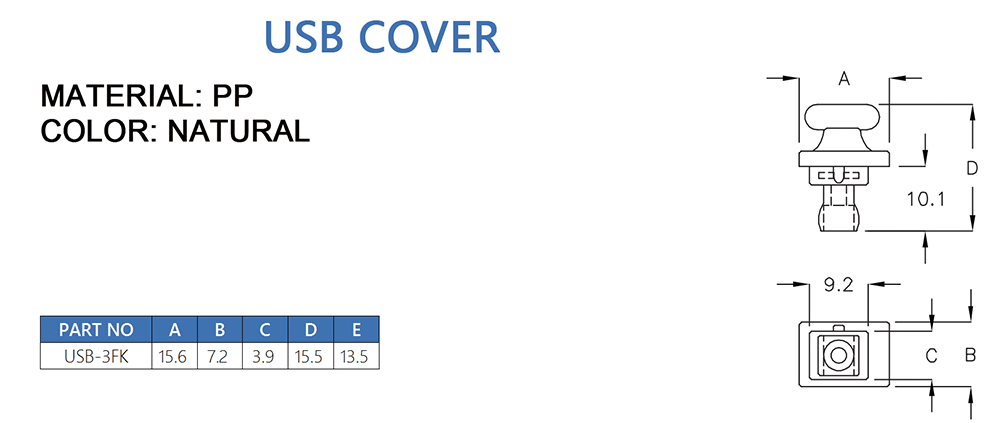 USB COVER
MATERIAL: PP
COLOR: NATURAL
A
D
10.1
9.2
C
B
PART NO A B C D E
USB-3FK 15.6 7.2 3.9 15.5 13.5